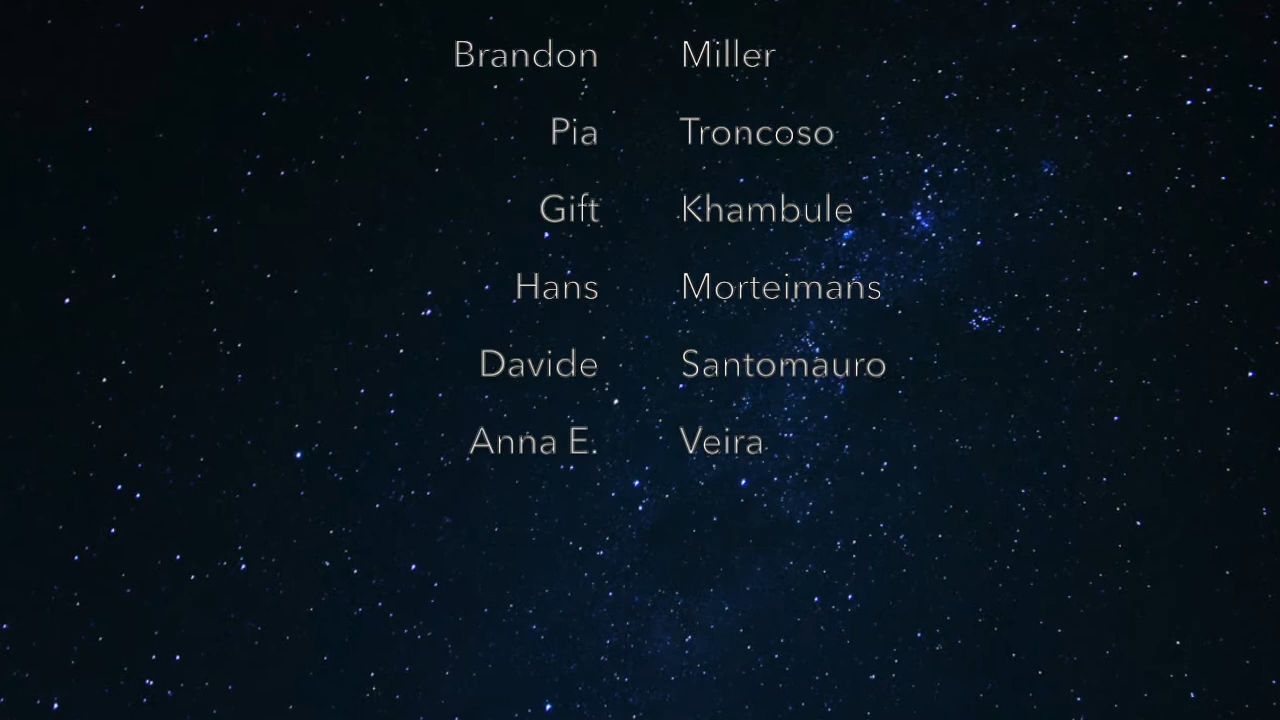 Brandon Miller
Pia Troncoso
Gift Khambule
Hans Morteimans
Davide Santomauro
Anna E. Veira